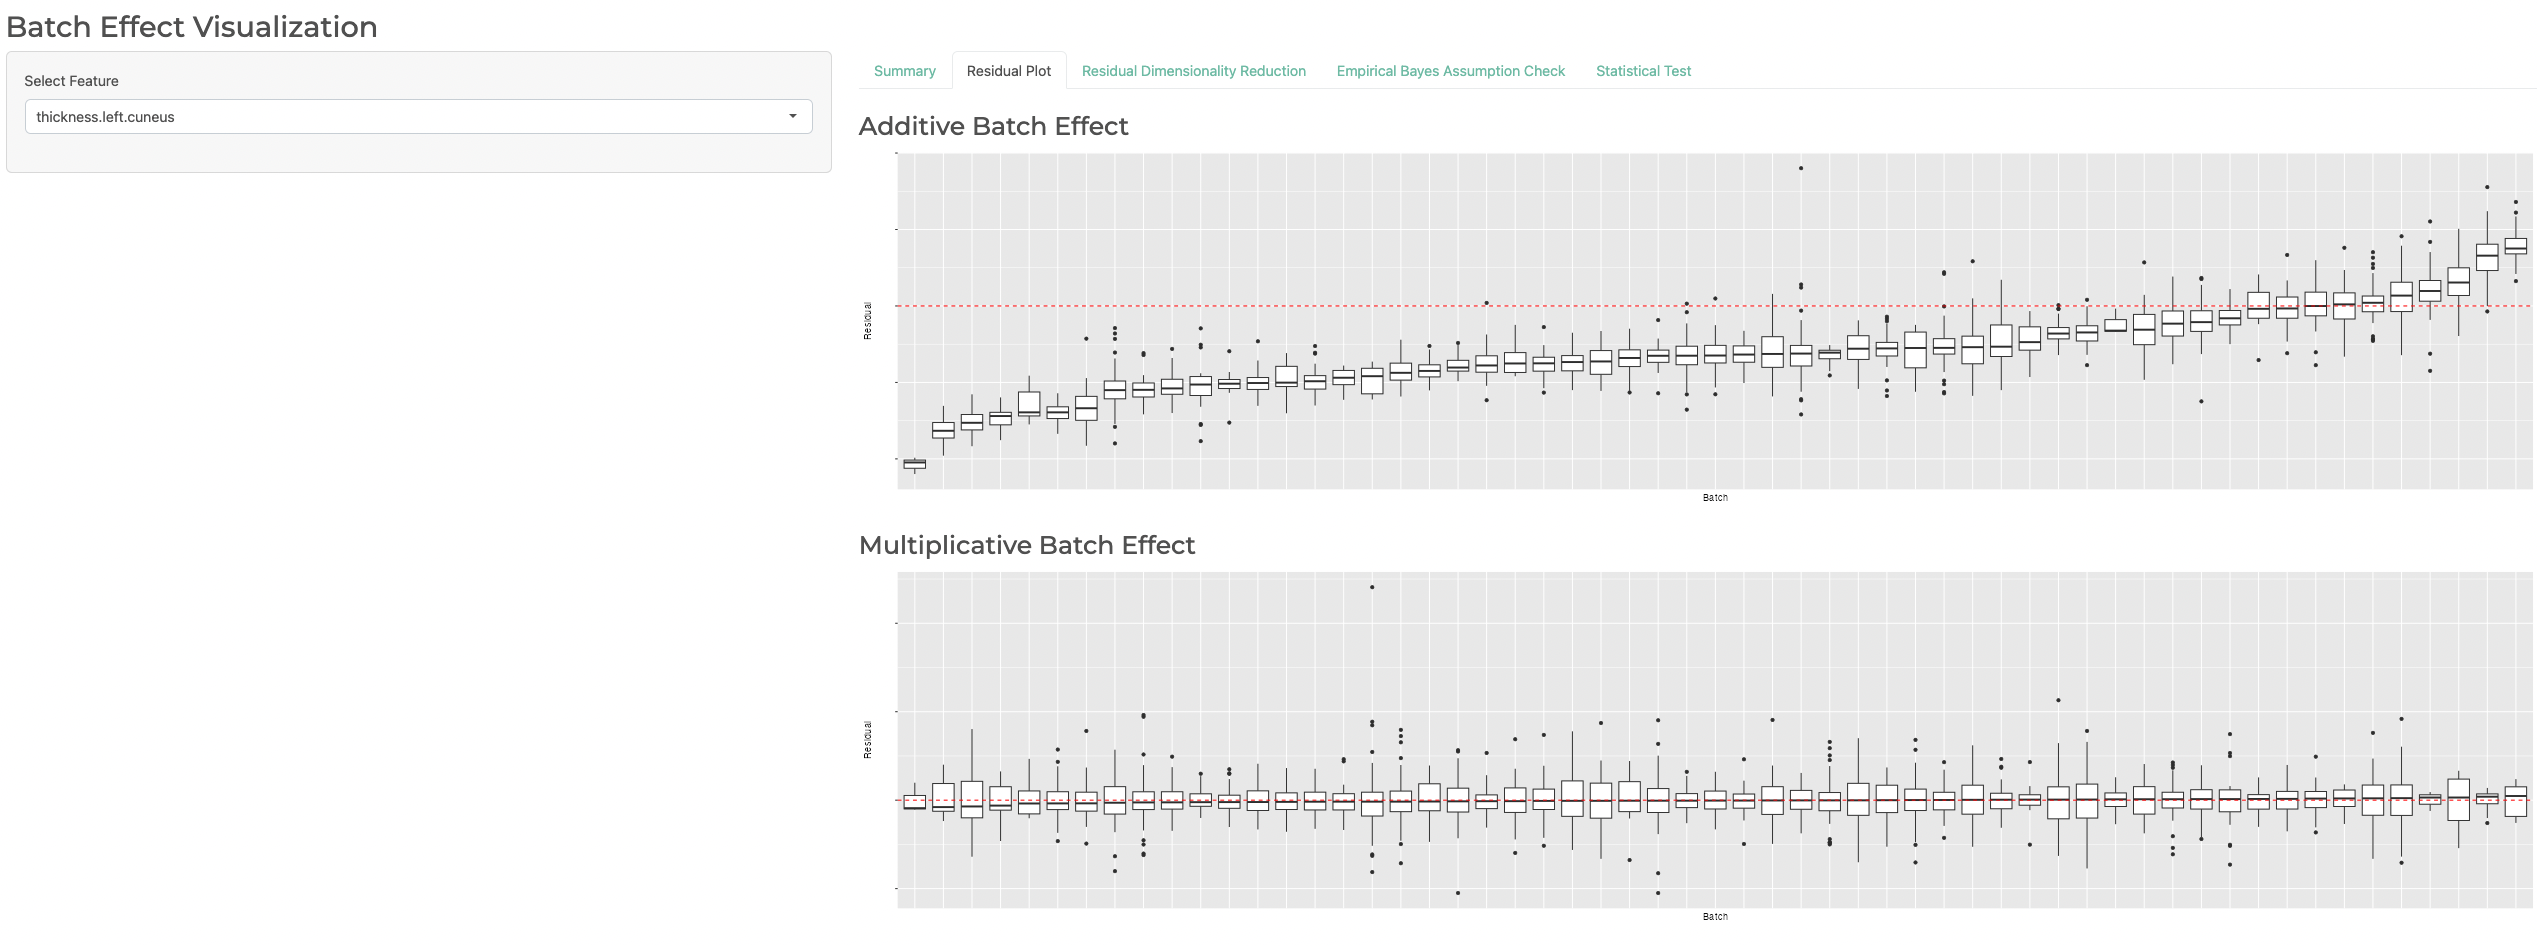 Batch Effect Visualization
Select Feature
thickness.left.cuneus
Summary
Residual Plot
Residual Dimensionality Reduction
Empirical Bayes Assumption Check
Statistical Test
Additive Batch Effect
Residual
Batch
Multiplicative Batch Effect
Residual
Batch